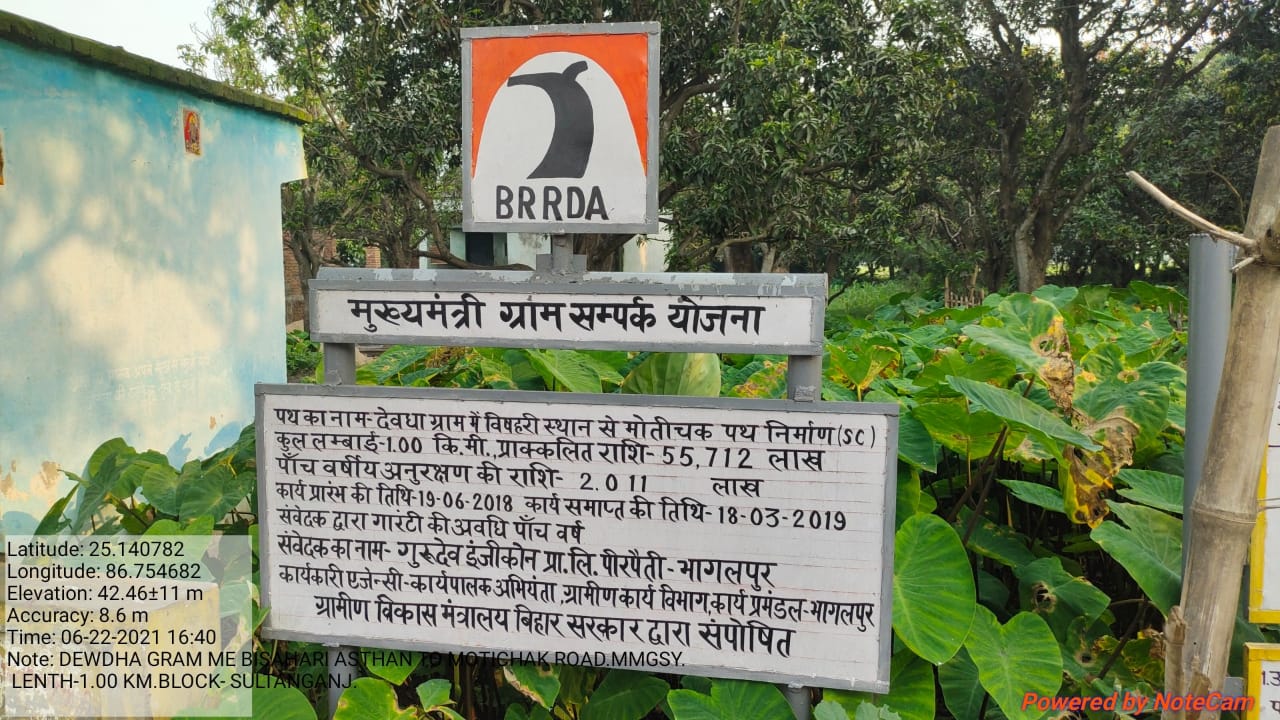 BRRDA
मुख्यमंत्री ग्राम सम्पर्क योजना
पथ का नाम- देवधा ग्राम में विषहरी स्थान से मोतीचक पथ निर्माण(SC)
कुल लम्बाई-1.00 कि.मी.,प्राक्कलित राशि- 55,712 लाख
पाँच वर्षीय अनुरक्षण की राशि- 2.011 लाख
कार्य प्रारंभ की तिथि-19-06-2018 कार्य समाप्त की तिथि-18-03-2019
संवेदक द्वारा गारंटी की अवधि पाँच वर्ष
संवेदक का नाम- गुरूदेव इंजीकोन प्रा.लि. पीरपैती-भागलपुर
कार्यकारी एजेन्सी-कार्यपालक अभियंता,ग्रामीण कार्य विभाग,कार्य प्रमंडल-भागलपुर
ग्रामीण विकास मंत्रालय बिहार सरकार द्वारा संपोषित
Latitude: 25.140782
Longitude: 86.754682
Elevation: 42.46±11 m
Accuracy: 8.6 m
Time: 06-22-2021 16:40
Note: DEWDHA GRAM ME BISAHARI ASTHAN TO MOTICHAK ROAD.MMGSY.
LENTH-1.00 KM.BLOCK- SULTANGANJ.
Powered by NoteCam